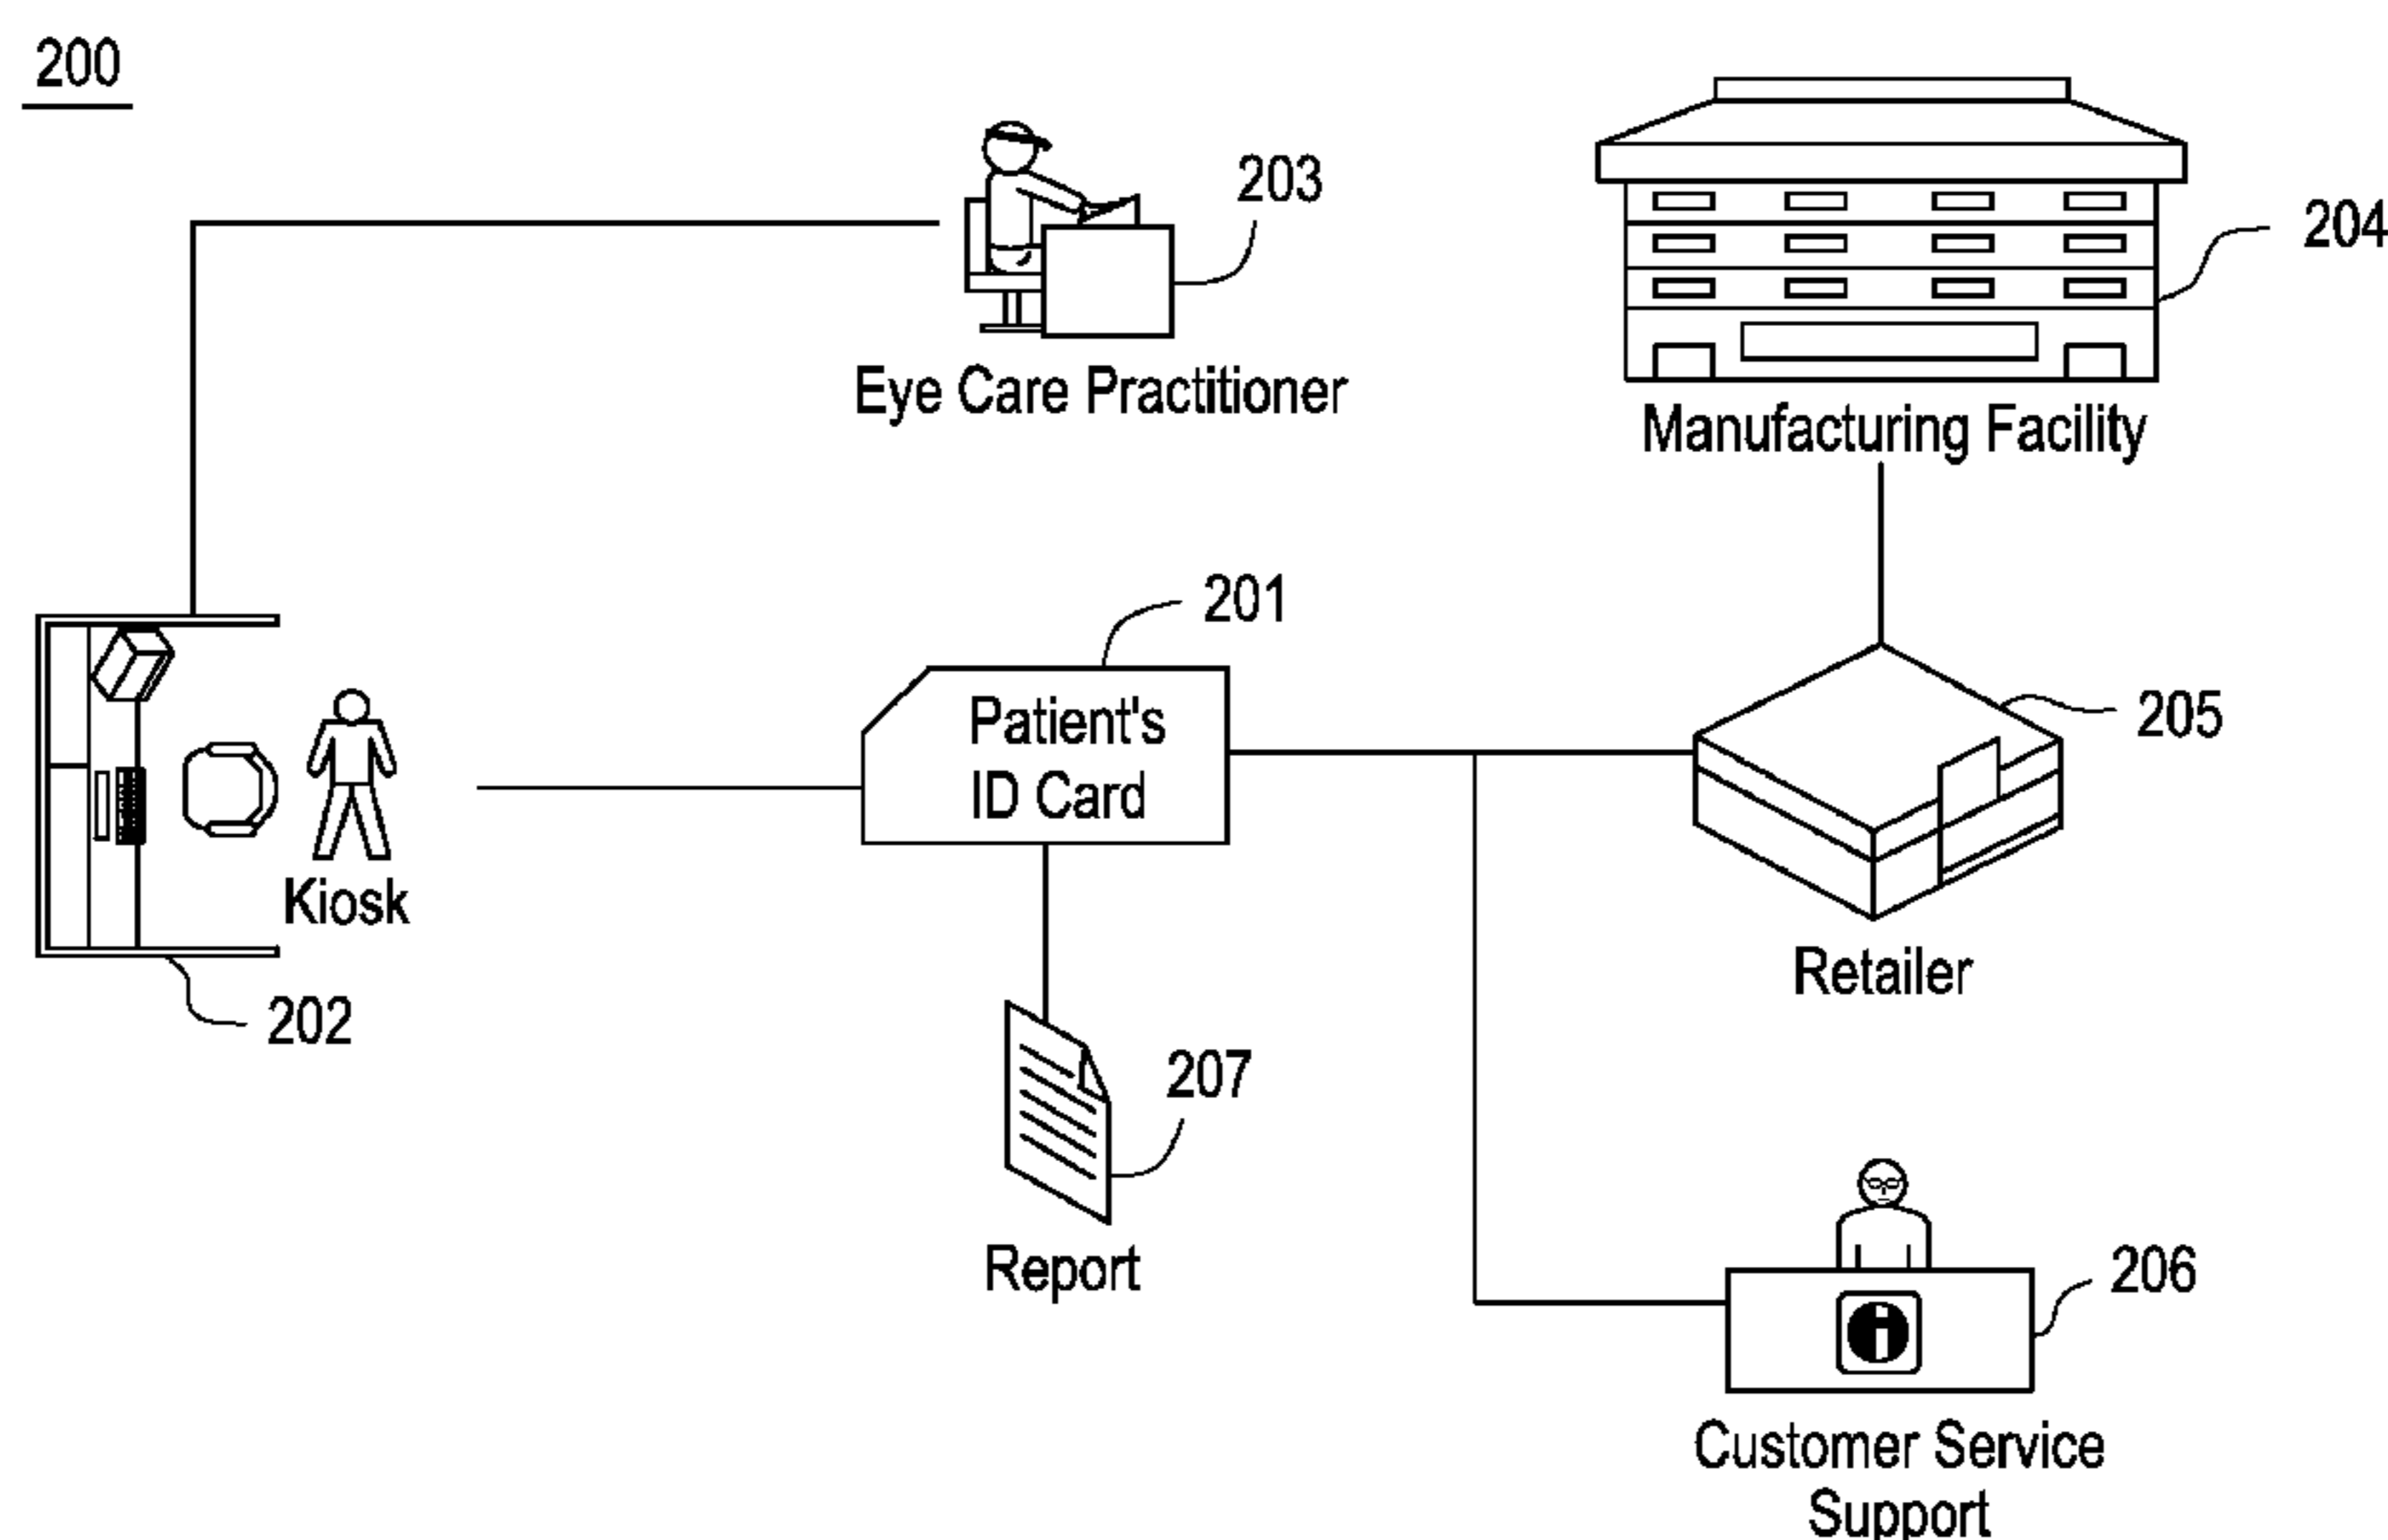 200
203
204
Eye Care Practitioner
Manufacturing Facility
201
Patient's
ID Card
205
Kiosk
Retailer
202
207
Report
206
Customer Service
Support